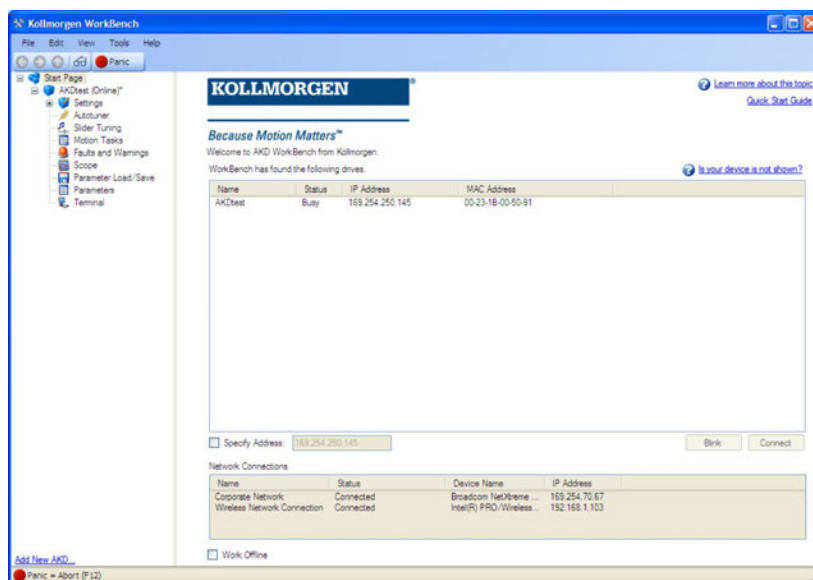 Kollmorgen WorkBench
File Edit View Tools Help
Panic
Start Page
AKDtest (Online)*
Settings
Autotuner
Slider Tuning
Motion Tasks
Faults and Warnings
Scope
Parameter Load/Save
Parameters
Terminal
Add New AKD...
KOLLMORGEN®
Because Motion Matters™
Welcome to AKD WorkBench from Kollmorgen.
WorkBench has found the following drives.
Learn more about this topic
Quick Start Guide
Is your device is not shown?
Name Status IP Address MAC Address
AKDtest Busy 169.254.250.145 00-23-1B-00-50-91
Specify Address: 169.254.250.145 Blink Connect
Network Connections
Name Status Device Name IP Address
Corporate Network Connected Broadcom NetXtreme ... 169.254.70.67
Wireless Network Connection Connected Intel(R) PRO/Wireless... 192.168.1.103
Work Offline
Panic = Abort (F12)